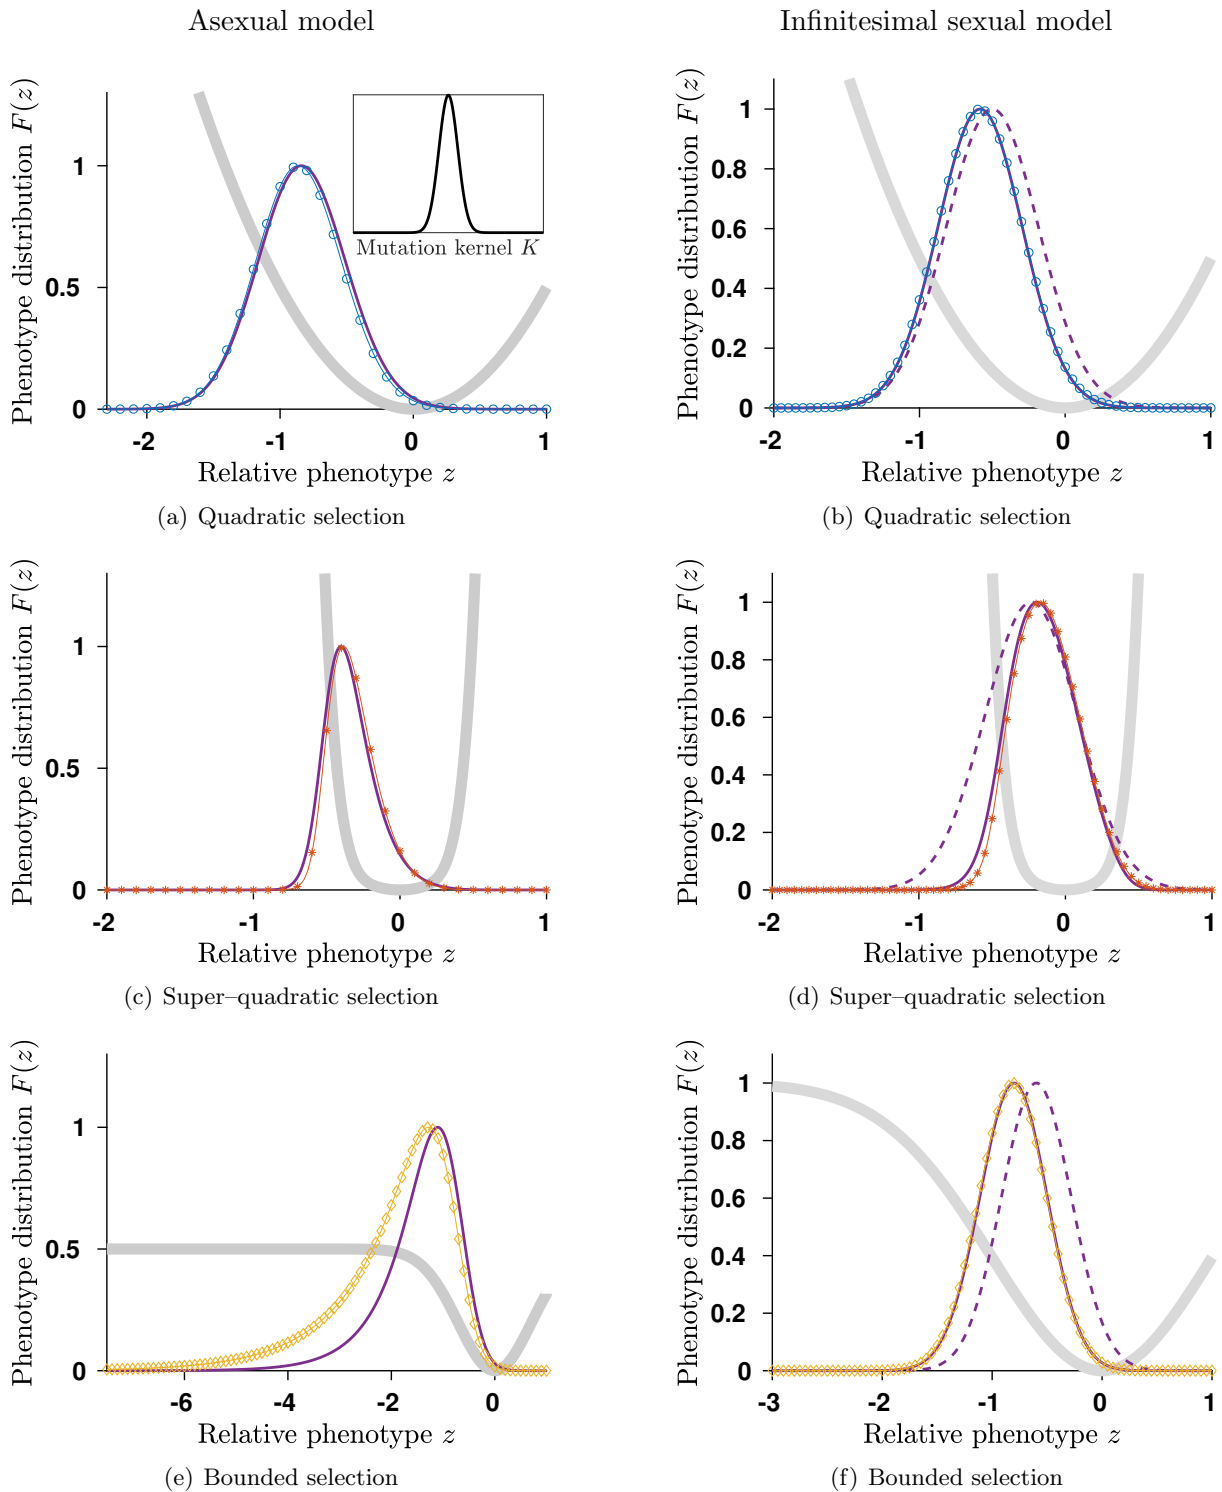 Asexual model
Infinitesimal sexual model
Phenotype distribution F(z)
1
0.5
0
-2
-1
0
1
Mutation kernel K
Relative phenotype z
(a) Quadratic selection
Phenotype distribution F(z)
1
0.8
0.6
0.4
0.2
0
-2
-1
0
1
Relative phenotype z
(b) Quadratic selection
Phenotype distribution F(z)
1
0.5
0
-2
-1
0
1
Relative phenotype z
(c) Super–quadratic selection
Phenotype distribution F(z)
1
0.8
0.6
0.4
0.2
0
-2
-1
0
1
Relative phenotype z
(d) Super–quadratic selection
Phenotype distribution F(z)
1
0.5
0
-6
-4
-2
0
Relative phenotype z
(e) Bounded selection
Phenotype distribution F(z)
1
0.8
0.6
0.4
0.2
0
-3
-2
-1
0
1
Relative phenotype z
(f) Bounded selection